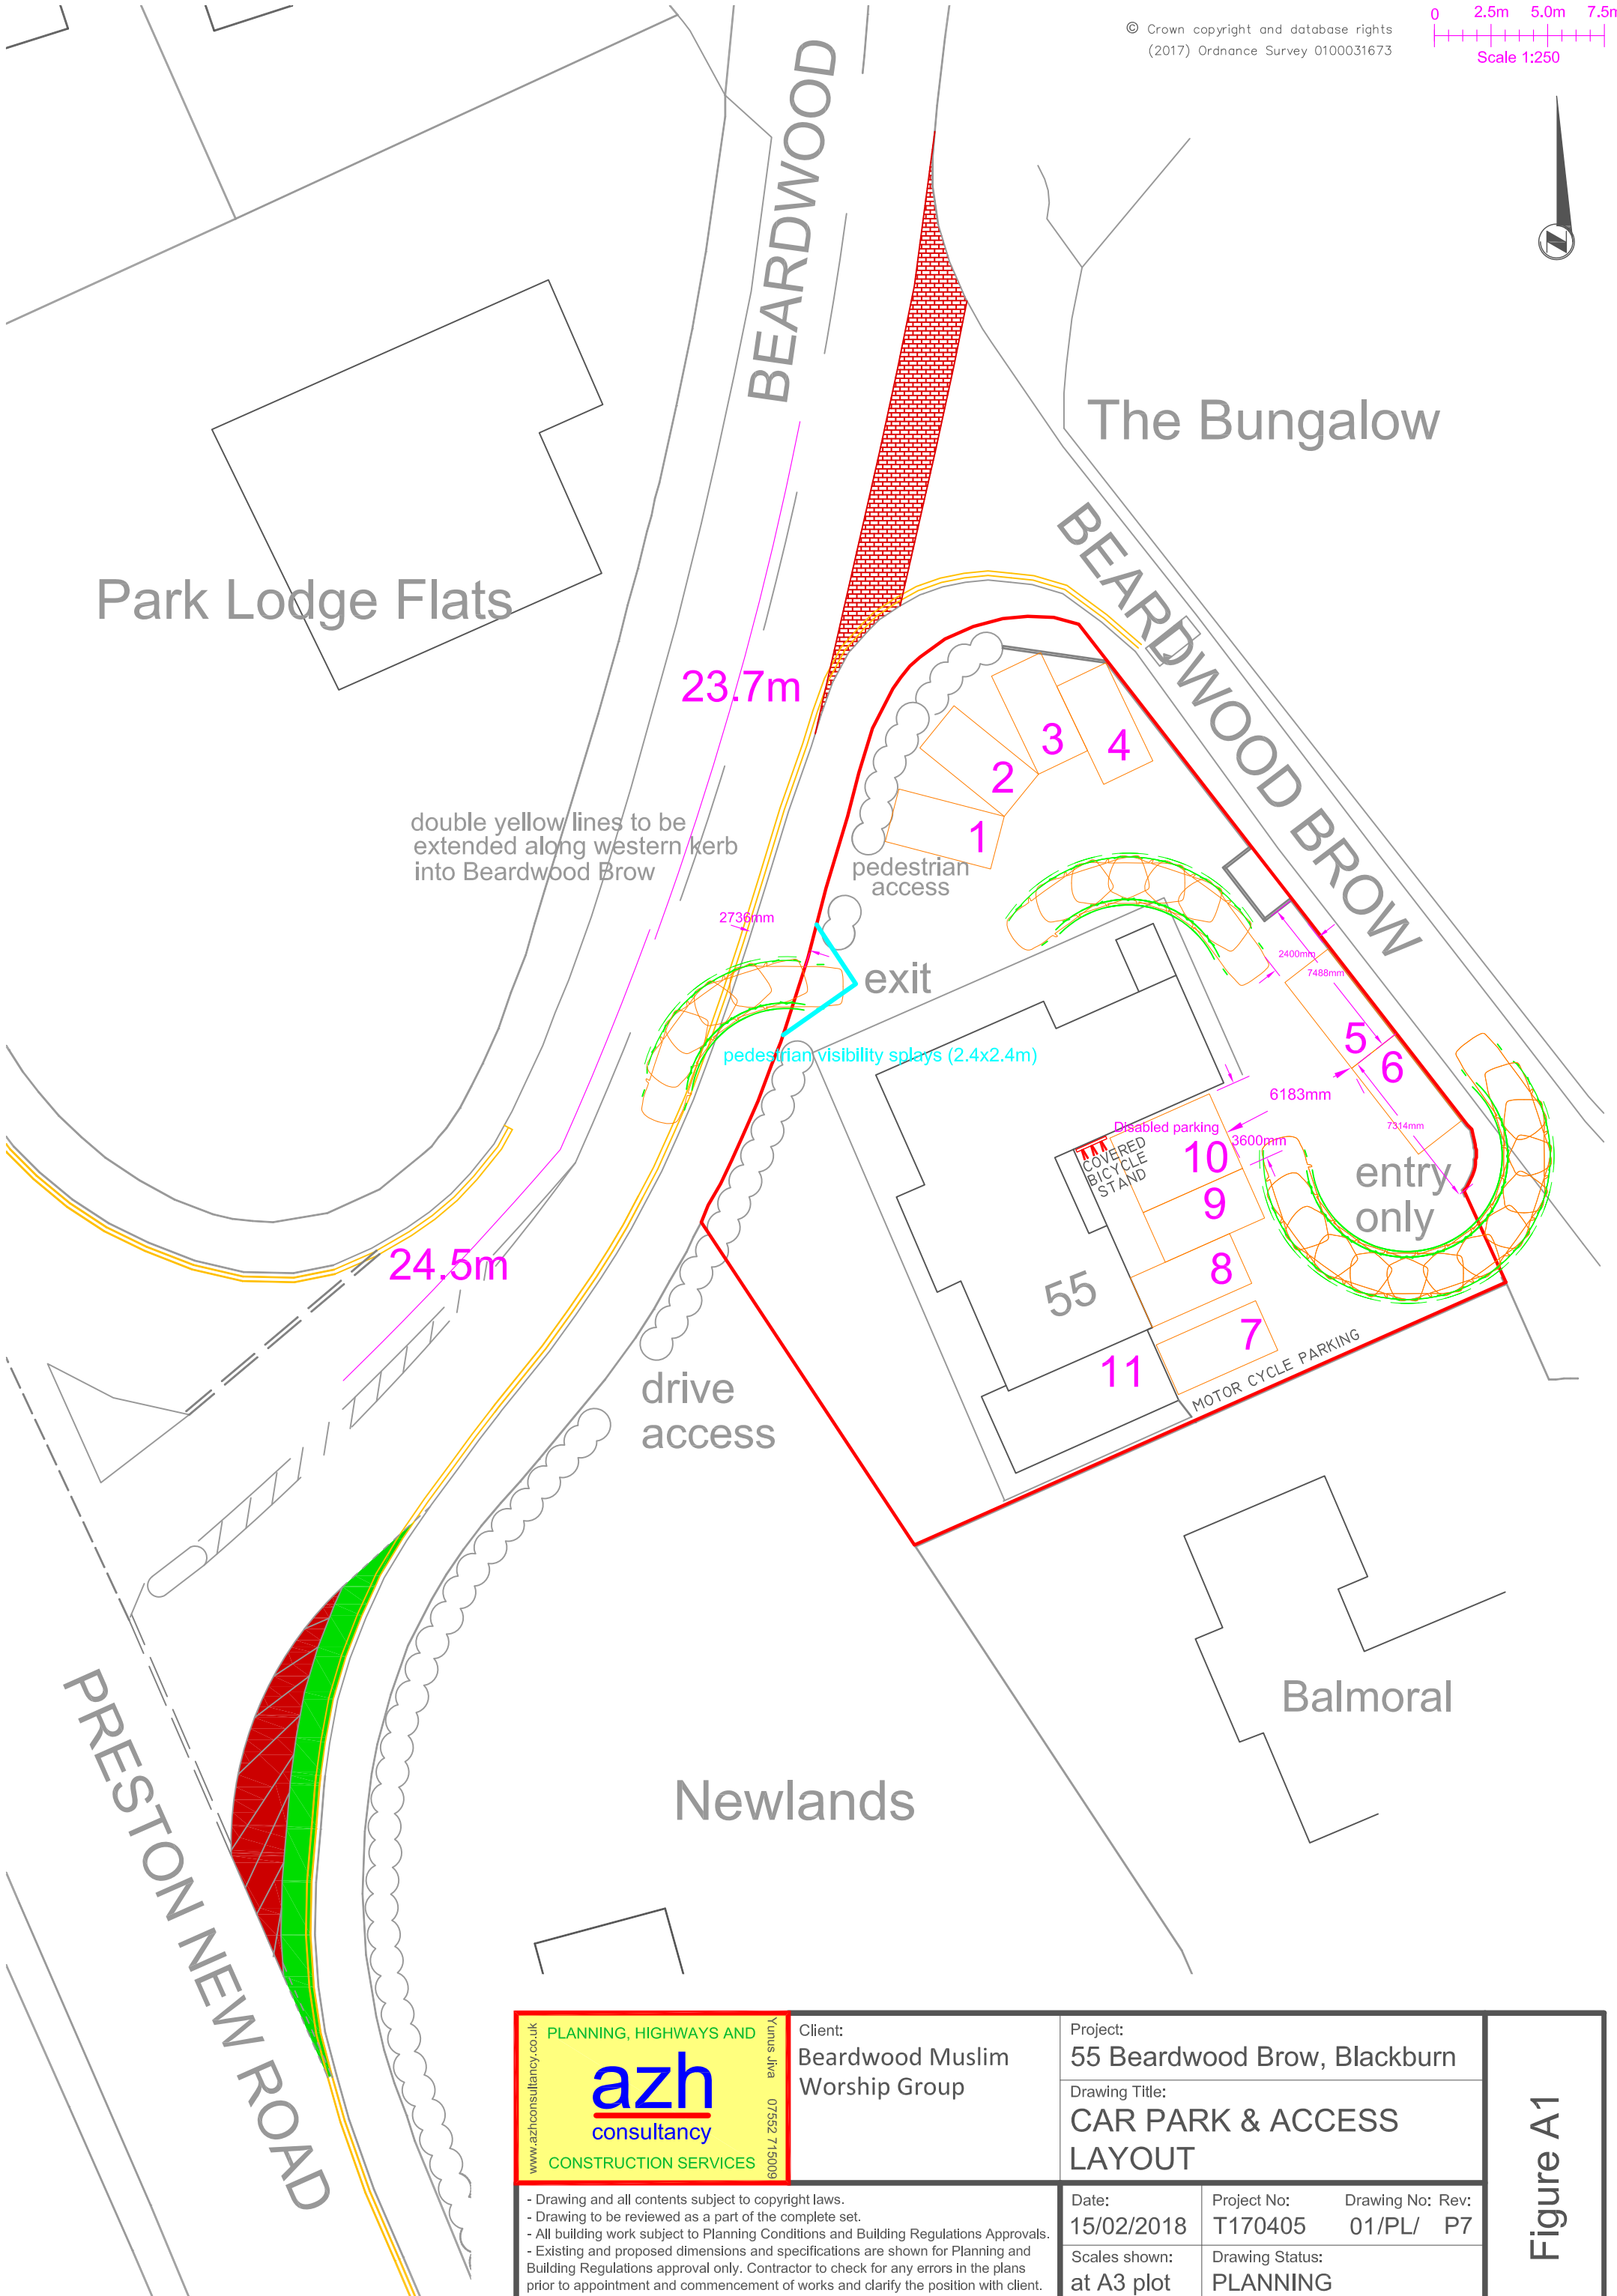 © Crown copyright and database rights
(2017) Ordnance Survey 0100031673
0 2.5m 5.0m 7.5m
Scale 1:250
N
BEARDWOOD
The Bungalow
BEARDWOOD BROW
Park Lodge Flats
23.7m
3
4
2
1
double yellow lines to be
extended along western kerb
into Beardwood Brow
pedestrian
access
2736mm
exit
2400mm
7488mm
5
6
pedestrian visibility splays (2.4x2.4m)
6183mm
Disabled parking
7314mm
3600mm
COVERED
BICYCLE
STAND
10
9
entry
only
8
55
7
11
MOTOR CYCLE PARKING
24.5m
drive
access
Balmoral
Newlands
PRESTON NEW ROAD
www.azhconsultancy.co.uk
PLANNING, HIGHWAYS AND
azh
consultancy
CONSTRUCTION SERVICES
Yunus Jiva 07552 715009
Client:
Beardwood Muslim
Worship Group
Project:
55 Beardwood Brow, Blackburn
Drawing Title:
CAR PARK & ACCESS
LAYOUT
Figure A1
- Drawing and all contents subject to copyright laws.
- Drawing to be reviewed as a part of the complete set.
- All building work subject to Planning Conditions and Building Regulations Approvals.
- Existing and proposed dimensions and specifications are shown for Planning and
Building Regulations approval only. Contractor to check for any errors in the plans
prior to appointment and commencement of works and clarify the position with client.
Date:
15/02/2018
Project No:
T170405
Drawing No: Rev:
01/PL/ P7
Scales shown:
at A3 plot
Drawing Status:
PLANNING